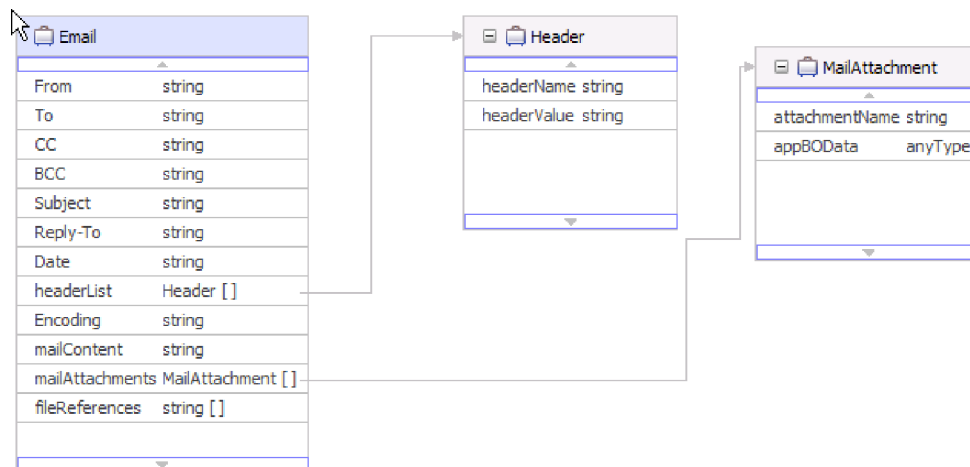 Email
From string
To string
CC string
BCC string
Subject string
Reply-To string
Date string
headerList Header [ ]
Encoding string
mailContent string
mailAttachments MailAttachment [ ]
fileReferences string [ ]
Header
headerName string
headerValue string
MailAttachment
attachmentName string
appBOData anyType